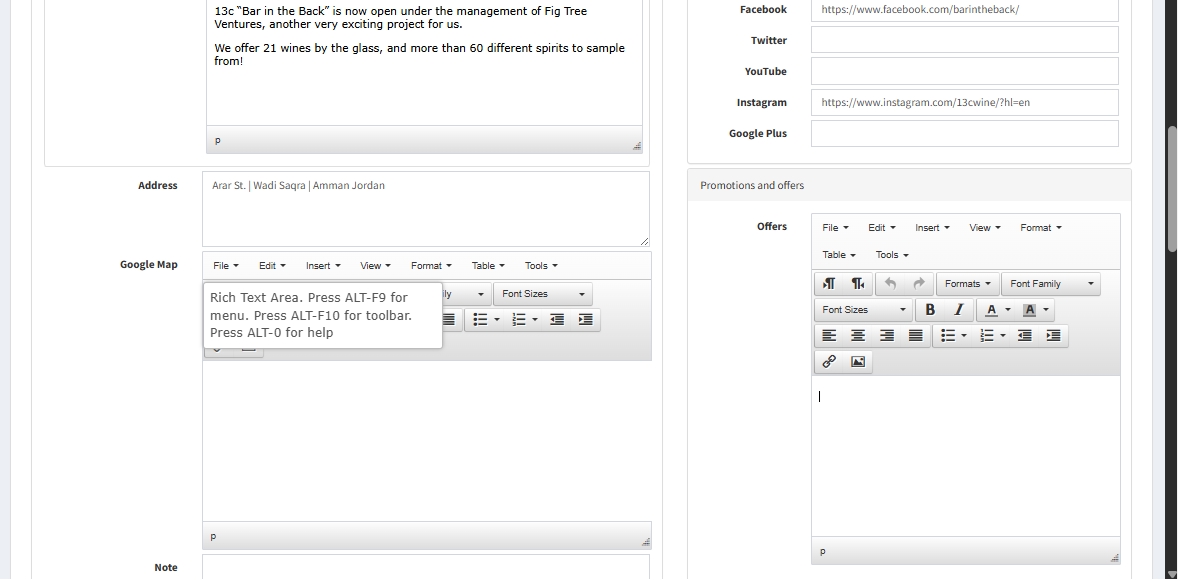 13c “Bar in the Back” is now open under the management of Fig Tree
Ventures, another very exciting project for us.
We offer 21 wines by the glass, and more than 60 different spirits to sample
from!
p
Address
Arar St. | Wadi Saqra | Amman Jordan
Google Map
File Edit Insert View Format Table Tools
Font Sizes
Rich Text Area. Press ALT-F9 for
menu. Press ALT-F10 for toolbar.
Press ALT-0 for help
p
Note
Facebook
https://www.facebook.com/barintheback/
Twitter
YouTube
Instagram
https://www.instagram.com/13cwine/?hl=en
Google Plus
Promotions and offers
Offers
File Edit Insert View Format
Table Tools
Formats Font Family
Font Sizes B I A A
p